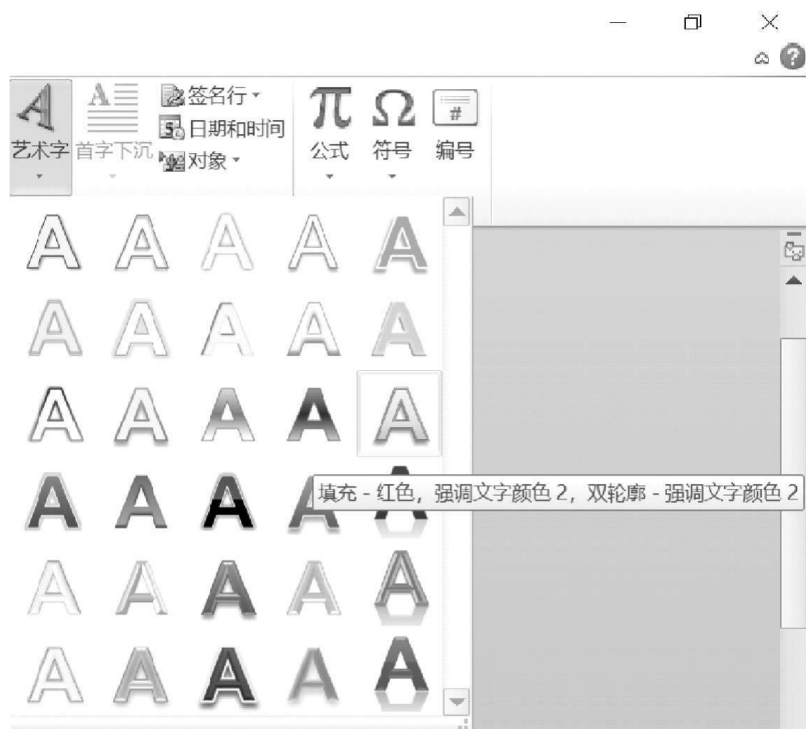 签名行
日期和时间
对象
艺术字 首字下沉 公式 符号 编号
填充 - 红色, 强调文字颜色 2, 双轮廓 - 强调文字颜色 2